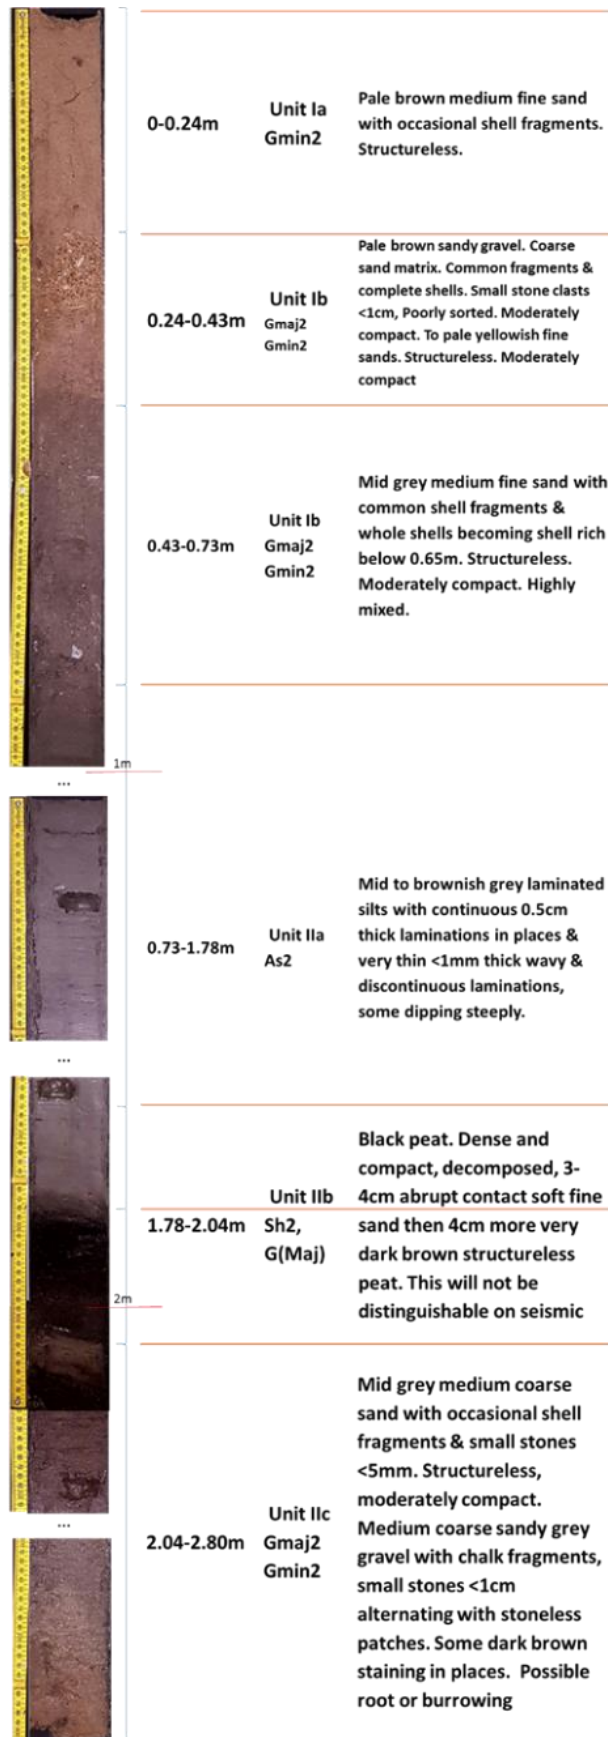 0-0.24m
Unit Ia
Gmin2
Pale brown medium fine sand
with occasional shell fragments.
Structureless.
0.24-0.43m
Unit Ib
Gmaj2
Gmin2
Pale brown sandy gravel. Coarse
sand matrix. Common fragments &
complete shells. Small stone clasts
<1cm, Poorly sorted. Moderately
compact. To pale yellowish fine
sands. Structureless. Moderately
compact
0.43-0.73m
Unit Ib
Gmaj2
Gmin2
Mid grey medium fine sand with
common shell fragments &
whole shells becoming shell rich
below 0.65m. Structureless.
Moderately compact. Highly
mixed.
1m
...
0.73-1.78m
Unit IIa
As2
Mid to brownish grey laminated
silts with continuous 0.5cm
thick laminations in places &
very thin <1mm thick wavy &
discontinuous laminations,
some dipping steeply.
...
1.78-2.04m
Unit IIb
Sh2,
G(Maj)
Black peat. Dense and
compact, decomposed, 3-
4cm abrupt contact soft fine
sand then 4cm more very
dark brown structureless
peat. This will not be
distinguishable on seismic
2m
2.04-2.80m
Unit IIc
Gmaj2
Gmin2
Mid grey medium coarse
sand with occasional shell
fragments & small stones
<5mm. Structureless,
moderately compact.
Medium coarse sandy grey
gravel with chalk fragments,
small stones <1cm
alternating with stoneless
patches. Some dark brown
staining in places. Possible
root or burrowing
...